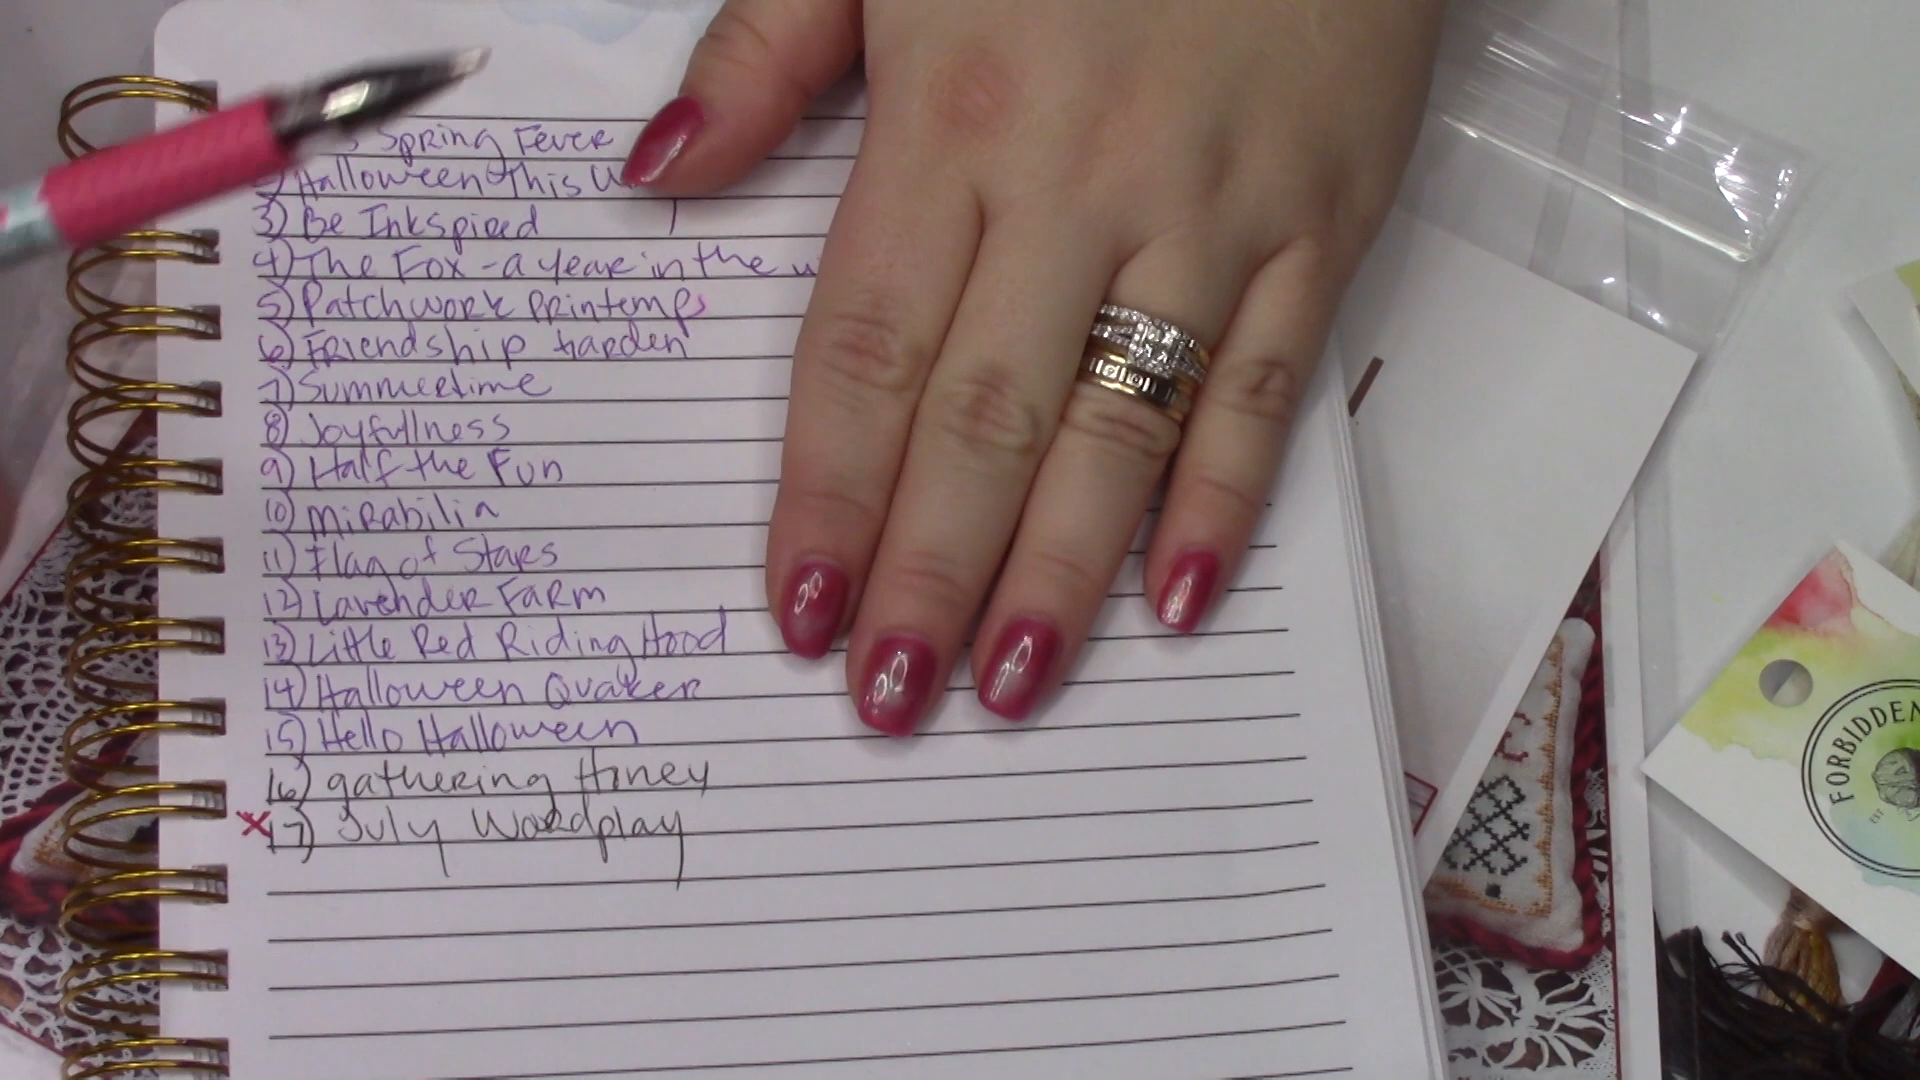 Spring Fever
2) Halloween This W
3) Be Inkspired
4) The Fox - a year in the w
5) Patchwork Printemps
6) Friendship Garden
7) Summertime
8) Joyfullness
9) Half the Fun
10) Mirabilia
11) Flag of Stars
12) Lavender Farm
13) Little Red Riding Hood
14) Halloween Quaker
15) Hello Halloween
16) gathering Honey
x 17) July Wordplay
FORBIDDEN